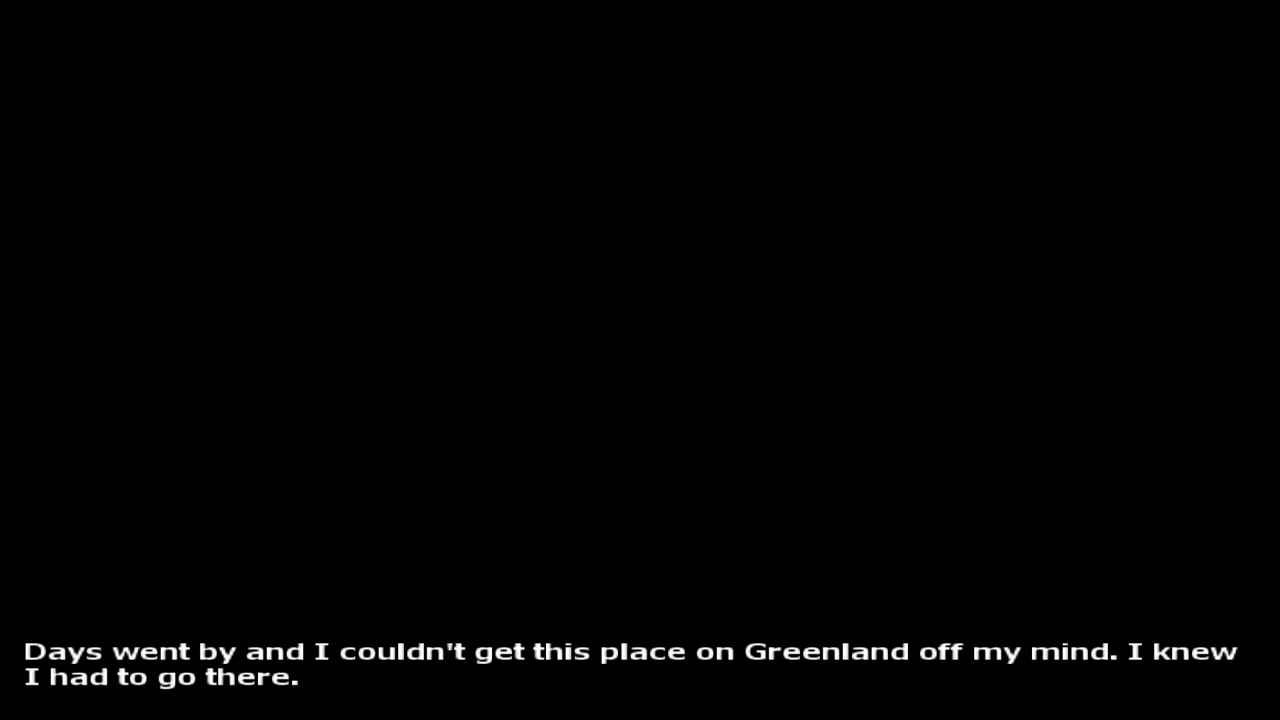 Days went by and I couldn't get this place on Greenland off my mind. I knew
I had to go there.